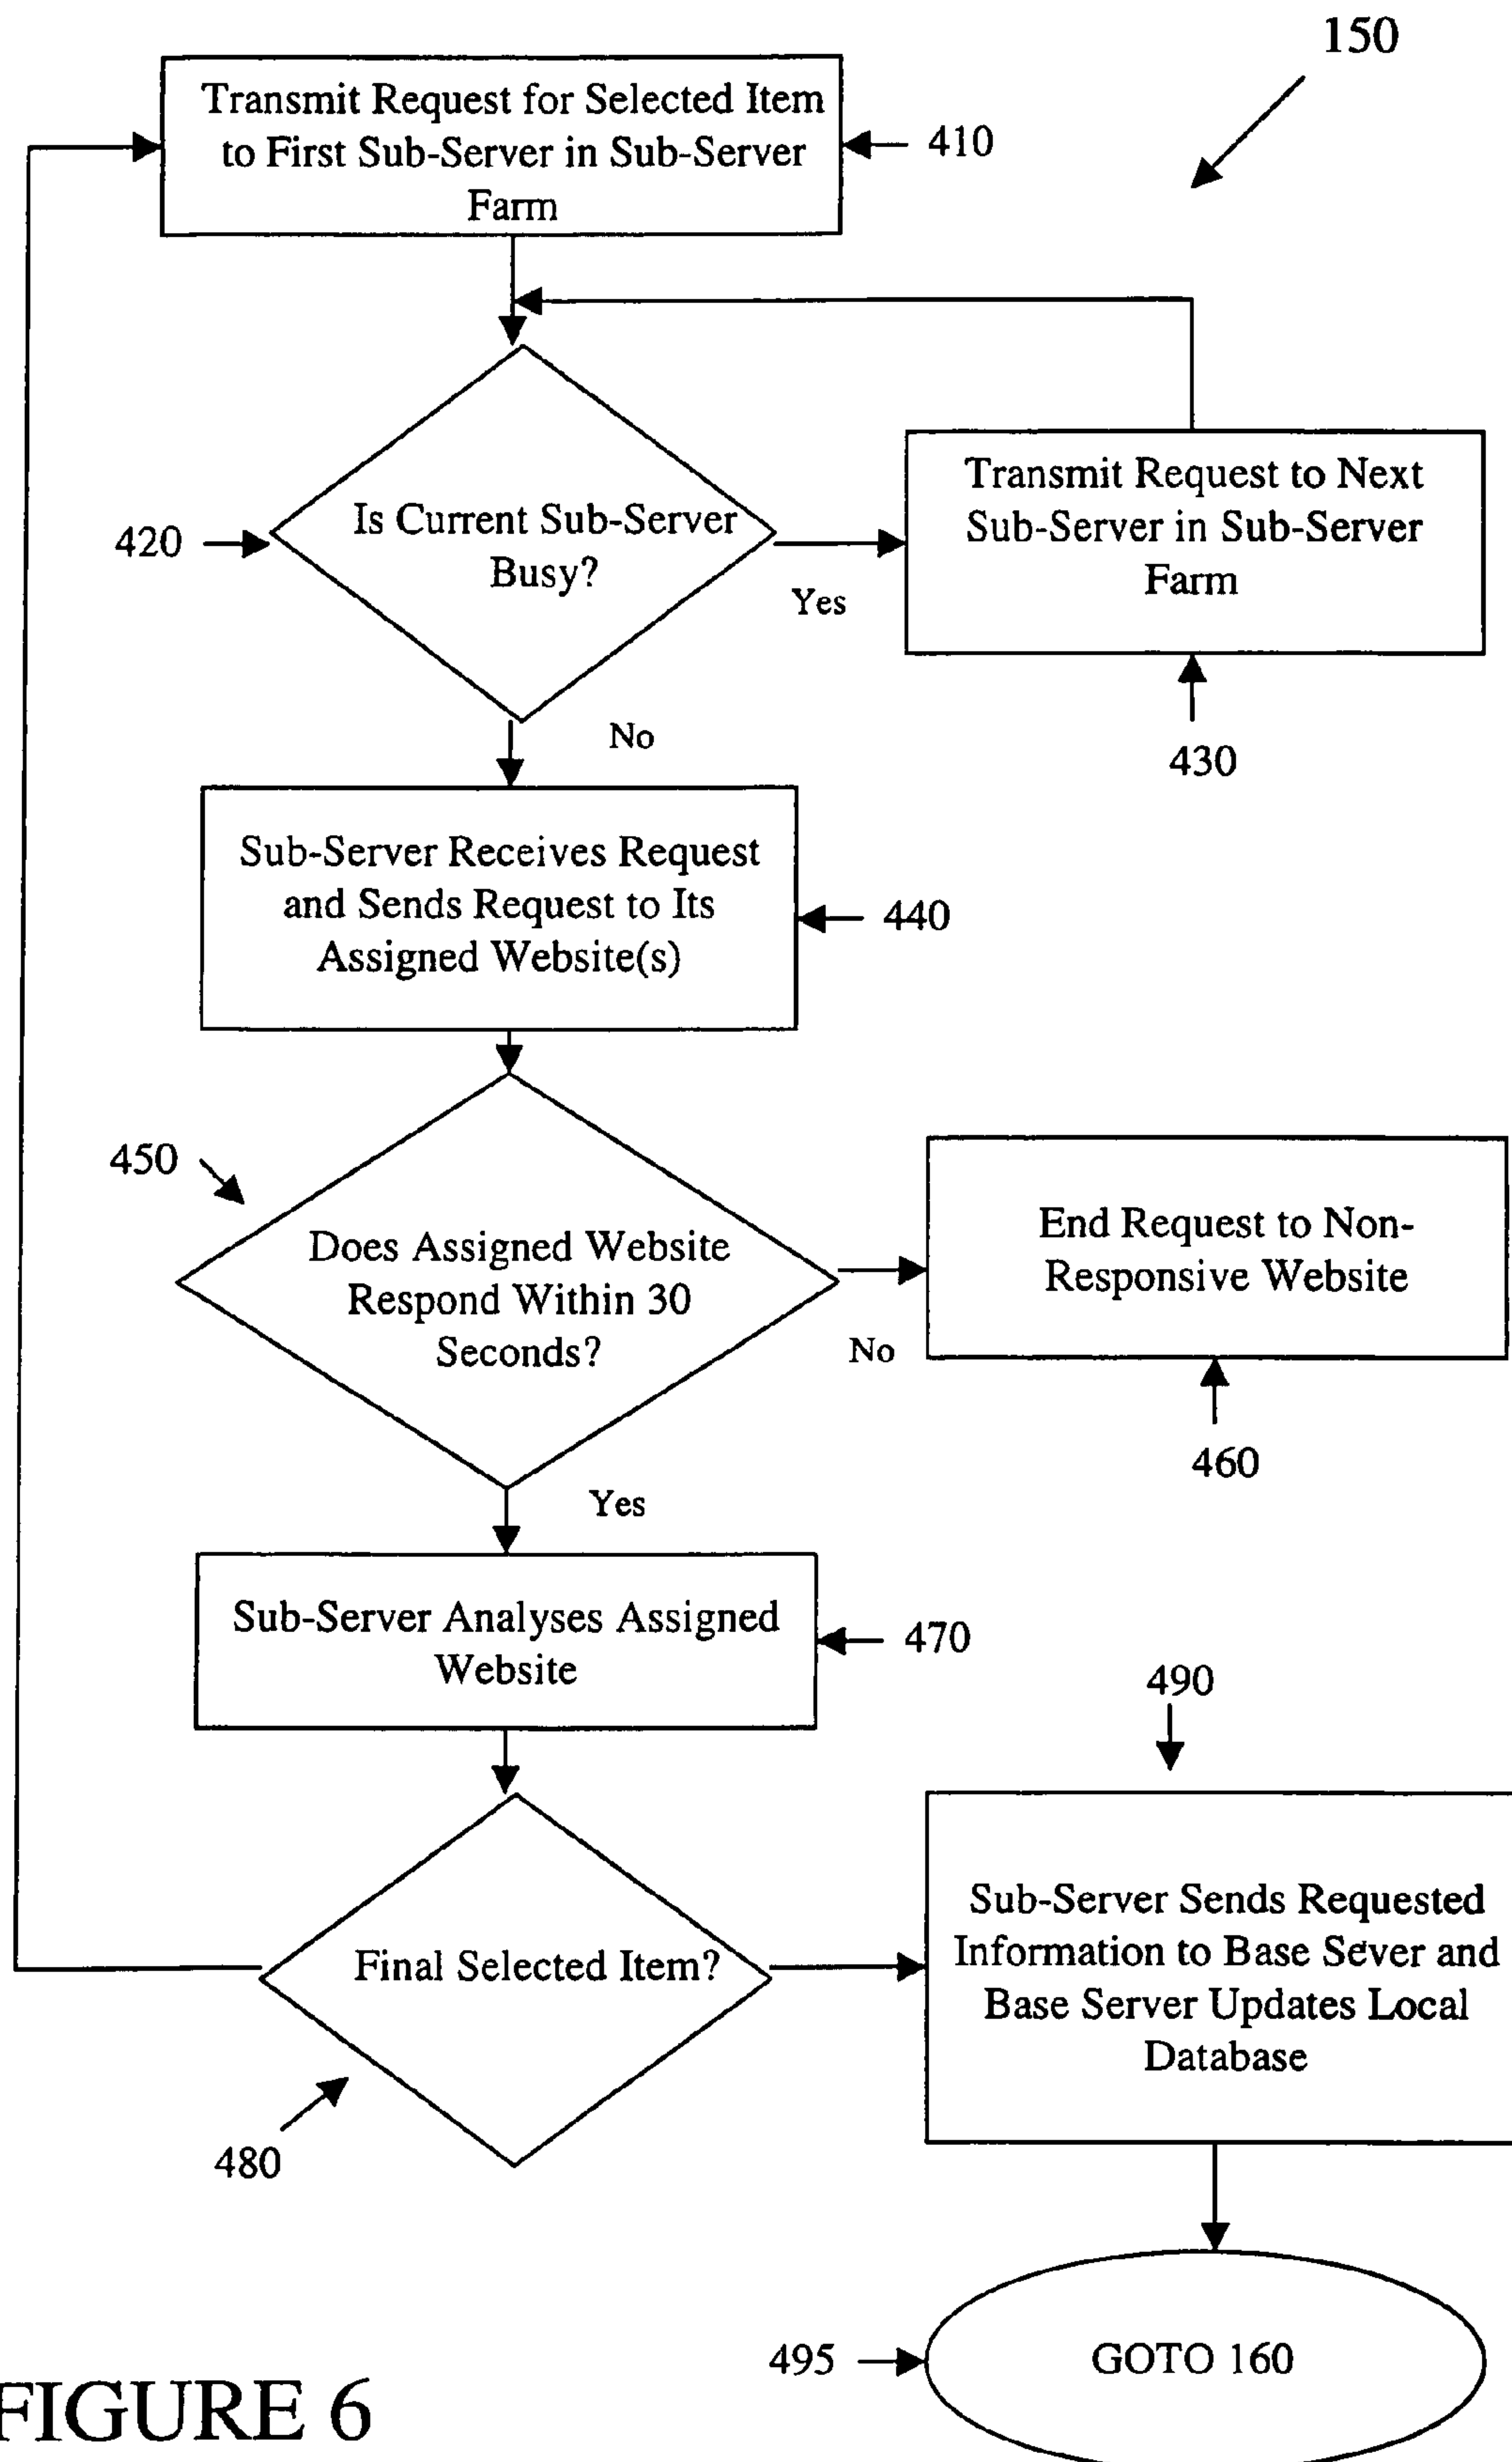 150
Transmit Request for Selected Item
to First Sub-Server in Sub-Server
Farm
410
Is Current Sub-Server
Busy?
420
Yes
Transmit Request to Next
Sub-Server in Sub-Server
Farm
430
No
Sub-Server Receives Request
and Sends Request to Its
Assigned Website(s)
440
450
Does Assigned Website
Respond Within 30
Seconds?
No
End Request to Non-
Responsive Website
460
Yes
Sub-Server Analyses Assigned
Website
470
490
Final Selected Item?
480
Sub-Server Sends Requested
Information to Base Sever and
Base Server Updates Local
Database
495
GOTO 160
FIGURE 6